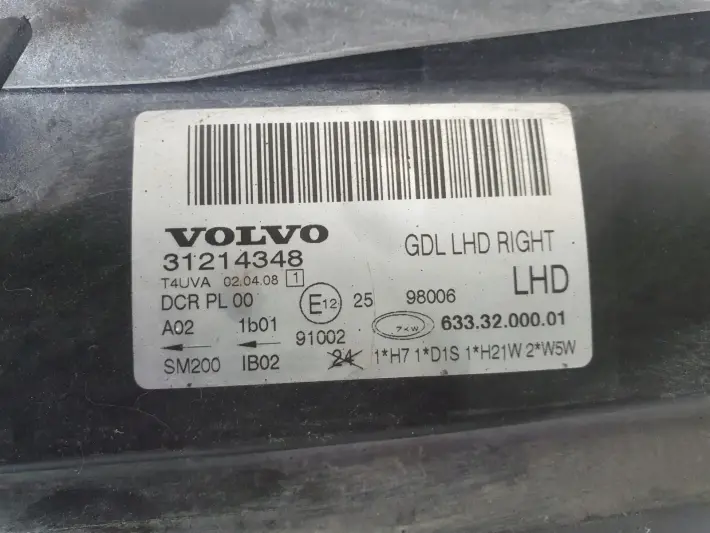 VOLVO
31214348
GDL LHD RIGHT
T4UVA 02.04.08 1
LHD
DCR PL 00
E12 25 98006
A02 1b01 91002
ZKW 633.32.000.01
SM200 IB02 24 1*H7 1*D1S 1*H21W 2*W5W